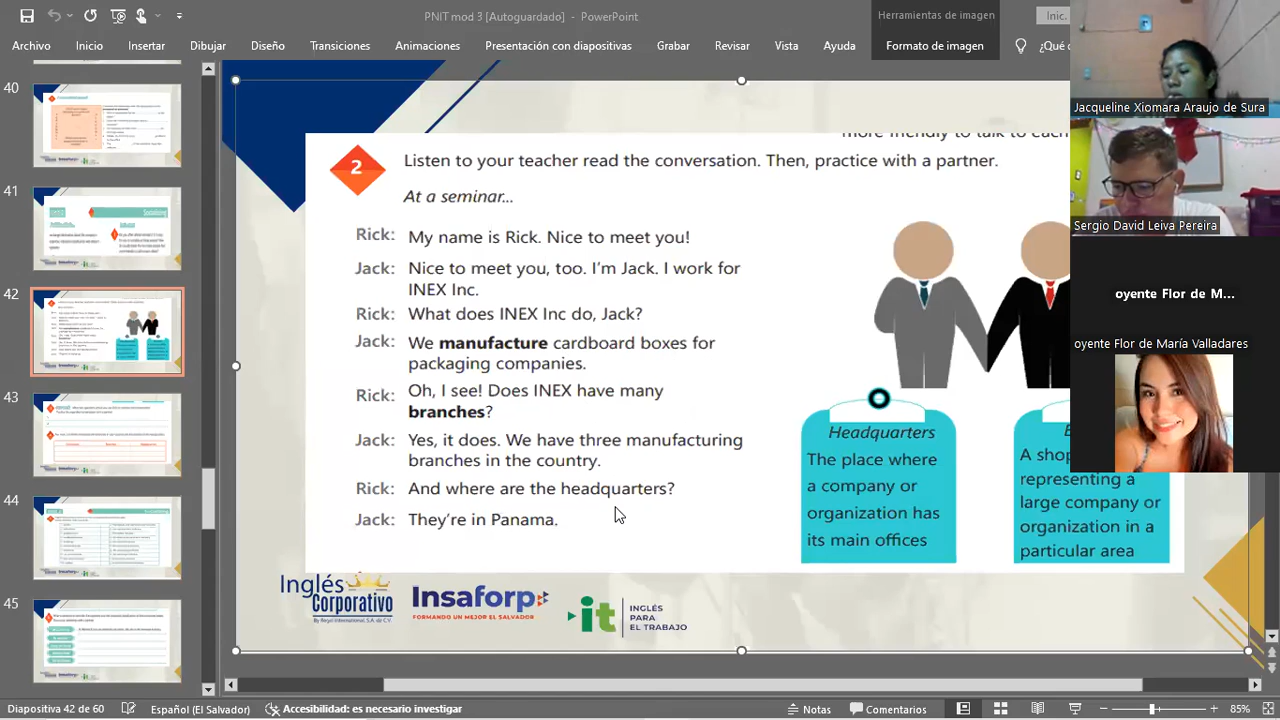 PNIT mod 3 [Autoguardado] - PowerPoint
Herramientas de imagen
Inic.
Archivo Inicio Insertar Dibujar Diseño Transiciones Animaciones Presentación con diapositivas Grabar Revisar Vista Ayuda Formato de imagen ¿Qué
40
41
42
43
44
45
2
Listen to your teacher read the conversation. Then, practice with a partner.
At a seminar...
Rick: My name is Rick. Nice to meet you!
Jack: Nice to meet you, too. I'm Jack. I work for
INEX Inc.
Rick: What does INEX Inc do, Jack?
Jack: We manufacture cardboard boxes for
packaging companies.
Rick: Oh, I see! Does INEX have many
branches?
Jack: Yes, it does. We have three manufacturing
branches in the country.
Rick: And where are the headquarters?
Jack: They're in Panama.
Headquarters
The place where
a company or
organization has
its main offices
A shop
representing a
large company or
organization in a
particular area
Inglés
Corporativo
by Regal International, S.A. de C.V.
Insaforp
FORMANDO UN MEJOR EL SALVADOR
it
INGLÉS
PARA
EL TRABAJO
Jacqueline Xiomara Araujo de Sura
Sergio David Leiva Pereira
oyente Flor de M...
oyente Flor de María Valladares
Diapositiva 42 de 60 Español (El Salvador) Accesibilidad: es necesario investigar Notas Comentarios 85%